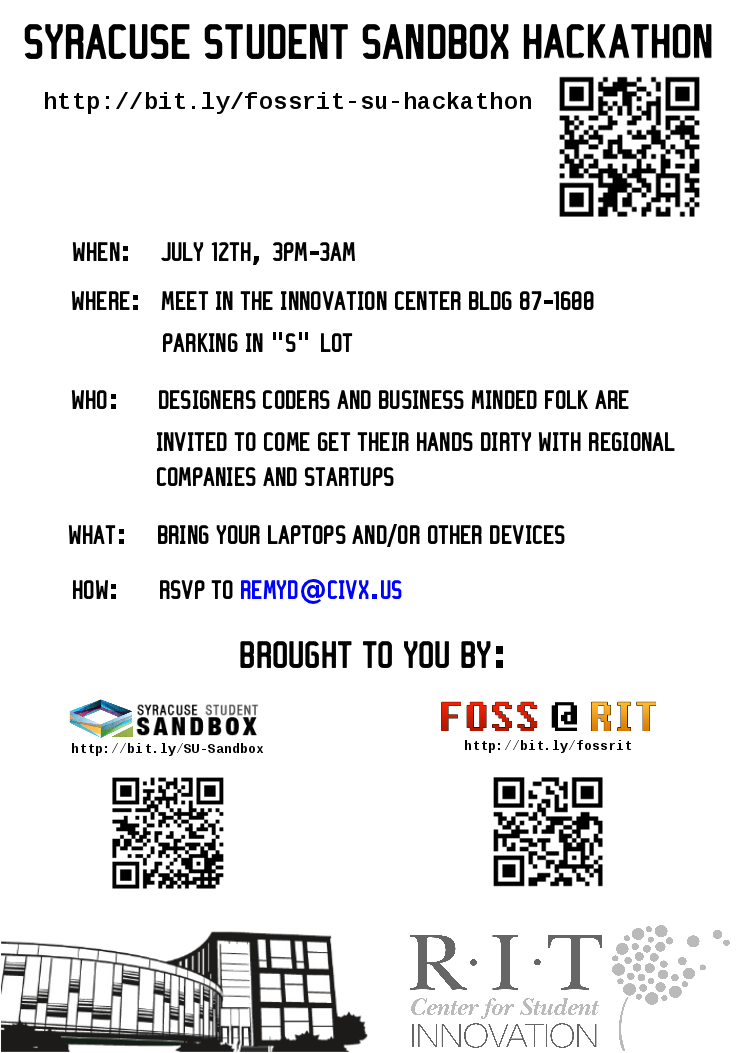 SYRACUSE STUDENT SANDBOX HACKATHON
http://bit.ly/fossrit-su-hackathon
WHEN: JULY 12TH, 3PM-3AM
WHERE: MEET IN THE INNOVATION CENTER BLDG 87-1600
PARKING IN "S" LOT
WHO: DESIGNERS CODERS AND BUSINESS MINDED FOLK ARE
INVITED TO COME GET THEIR HANDS DIRTY WITH REGIONAL
COMPANIES AND STARTUPS
WHAT: BRING YOUR LAPTOPS AND/OR OTHER DEVICES
HOW: RSVP TO REMYD@CIVX.US
BROUGHT TO YOU BY:
SYRACUSE STUDENT
SANDBOX
http://bit.ly/SU-Sandbox
FOSS @ RIT
http://bit.ly/fossrit
R·I·T
Center for Student
INNOVATION